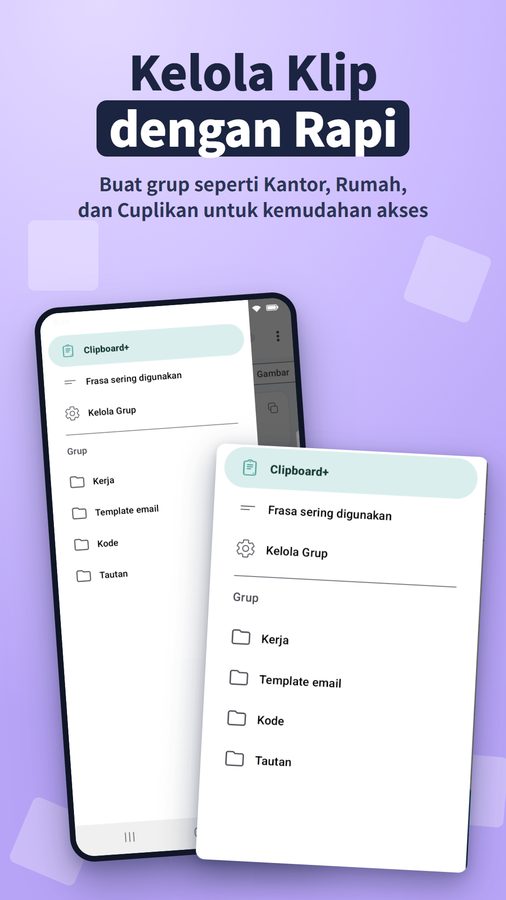 Kelola Klip
dengan Rapi
Buat grup seperti Kantor, Rumah,
dan Cuplikan untuk kemudahan akses
Clipboard+
Frasa sering digunakan
Kelola Grup
Grup
Kerja
Template email
Kode
Tautan
Gambar
Clipboard+
Frasa sering digunakan
Kelola Grup
Grup
Kerja
Template email
Kode
Tautan